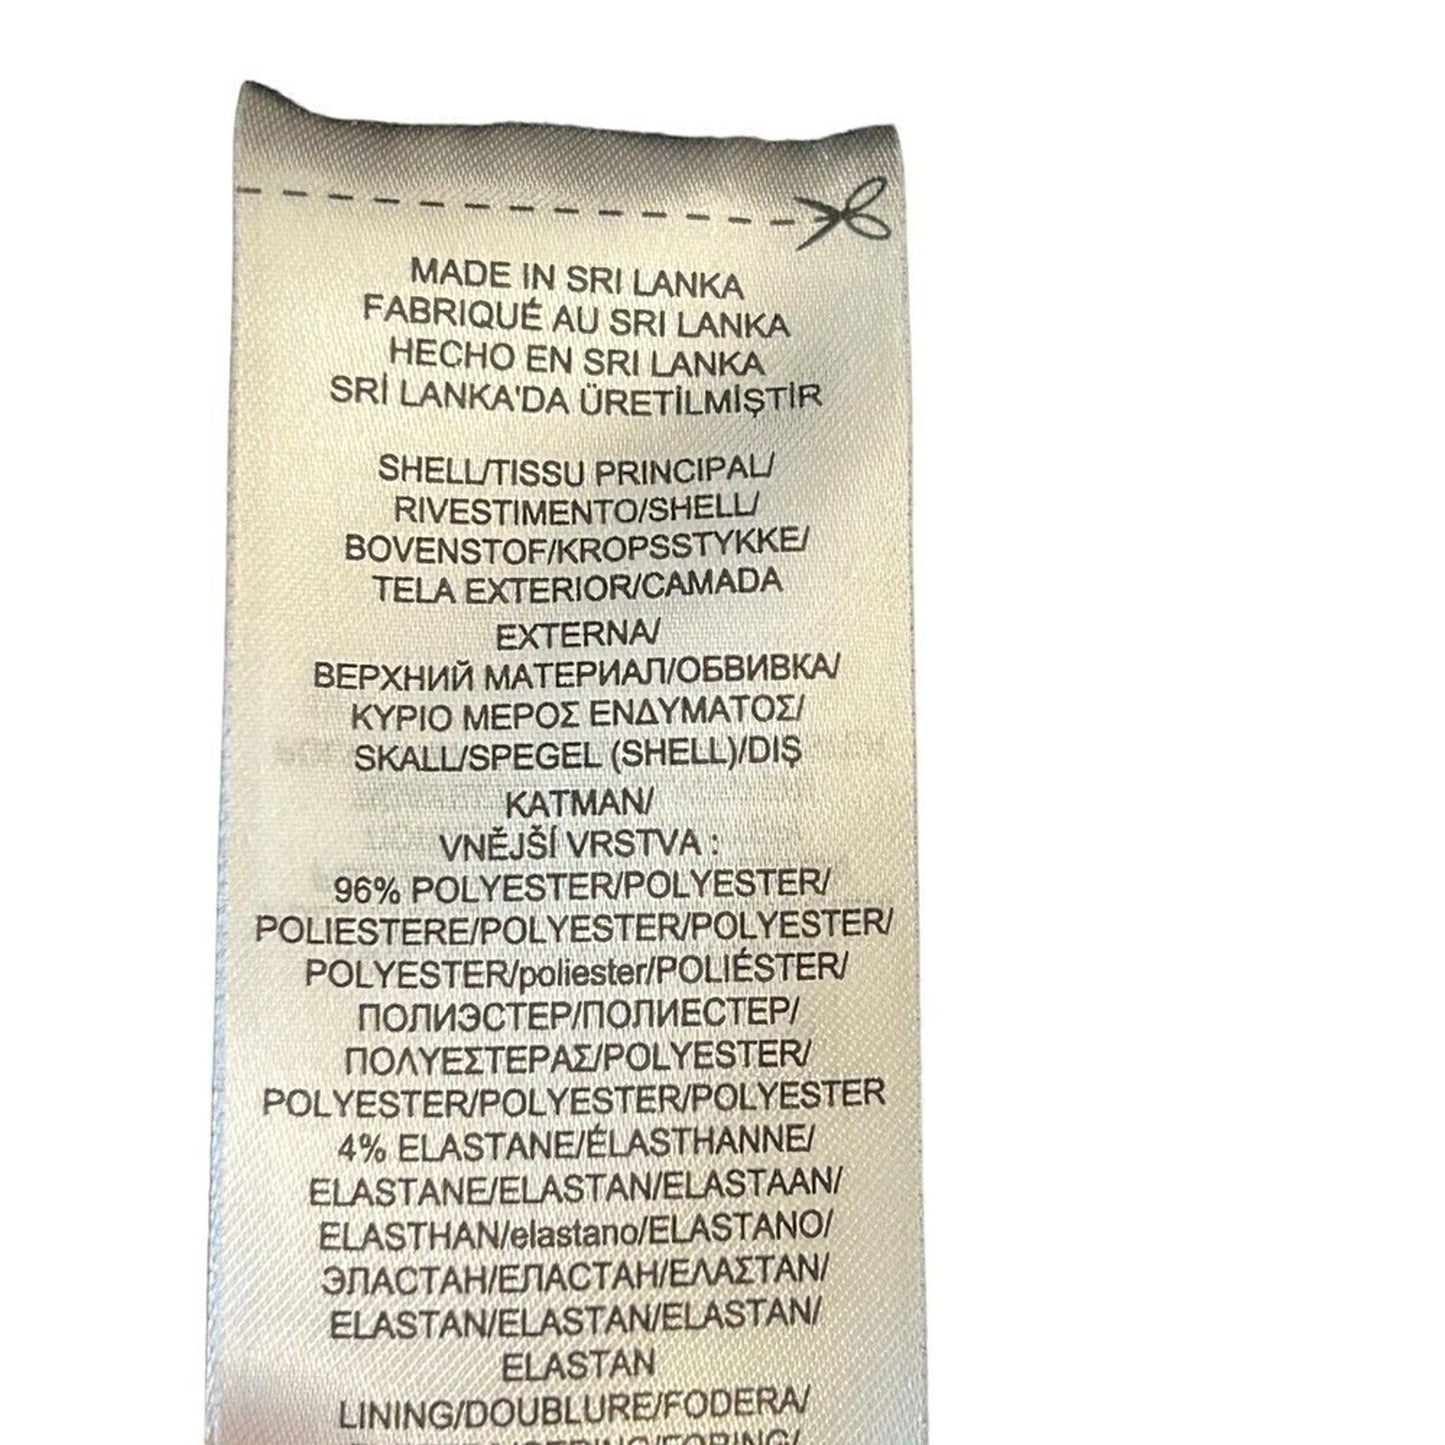 MADE IN SRI LANKA
FABRIQUÉ AU SRI LANKA
HECHO EN SRI LANKA
SRİ LANKA'DA ÜRETİLMİŞTİR
SHELL/TISSU PRINCIPAL/
RIVESTIMENTO/SHELL/
BOVENSTOF/KROPSSTYKKE/
TELA EXTERIOR/CAMADA
EXTERNA/
ВЕРХНИЙ МАТЕРИАЛ/ОБВИВКА/
ΚΥΡΙΟ ΜΕΡΟΣ ΕΝΔΥΜΑΤΟΣ/
SKALL/SPEGEL (SHELL)/DIŞ
KATMAN/
VNĚJŠÍ VRSTVA :
96% POLYESTER/POLYESTER/
POLIESTERE/POLYESTER/POLYESTER/
POLYESTER/poliester/POLIÉSTER/
ПОЛИЭСТЕР/ПОЛИЕСТЕР/
ΠΟΛΥΕΣΤΕΡΑΣ/POLYESTER/
POLYESTER/POLYESTER/POLYESTER
4% ELASTANE/ÉLASTHANNE/
ELASTANE/ELASTAN/ELASTAAN/
ELASTHAN/elastano/ELASTANO/
ЭЛАСТАН/ЕЛАСТАН/ΕΛΑΣΤΑΝ/
ELASTAN/ELASTAN/ELASTAN/
ELASTAN
LINING/DOUBLURE/FODERA/